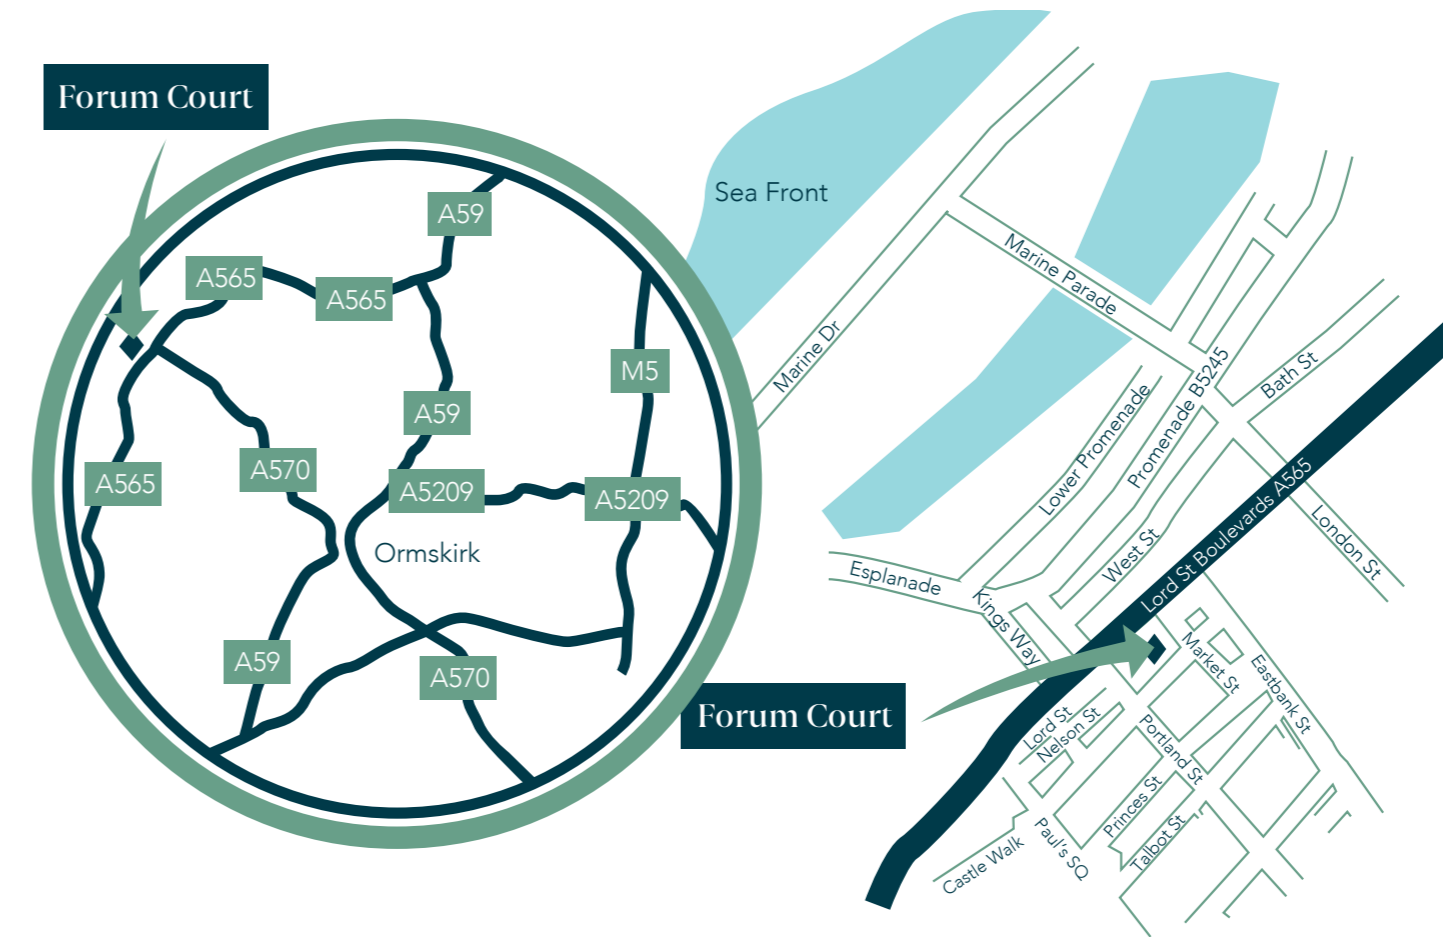 Forum Court
A59
A565
A565
M5
A59
A570
A565
A5209
A5209
Ormskirk
A59
A570
Sea Front
Marine Parade
Marine Dr
Promenade B5245
Bath St
Lower Promenade
West St
Lord St Boulevards A565
London St
Esplanade
Kings Way
Forum Court
Market St
Eastbank St
Lord St
Nelson St
Portland St
Princes St
Talbot St
Paul's SQ
Castle Walk